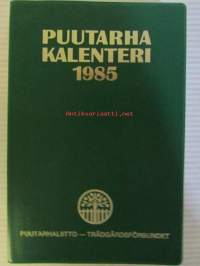 PUUTARHA
KALENTERI
1985
PUUTARHALIITTO — TRÄDGÅRDSFÖRBUNDET